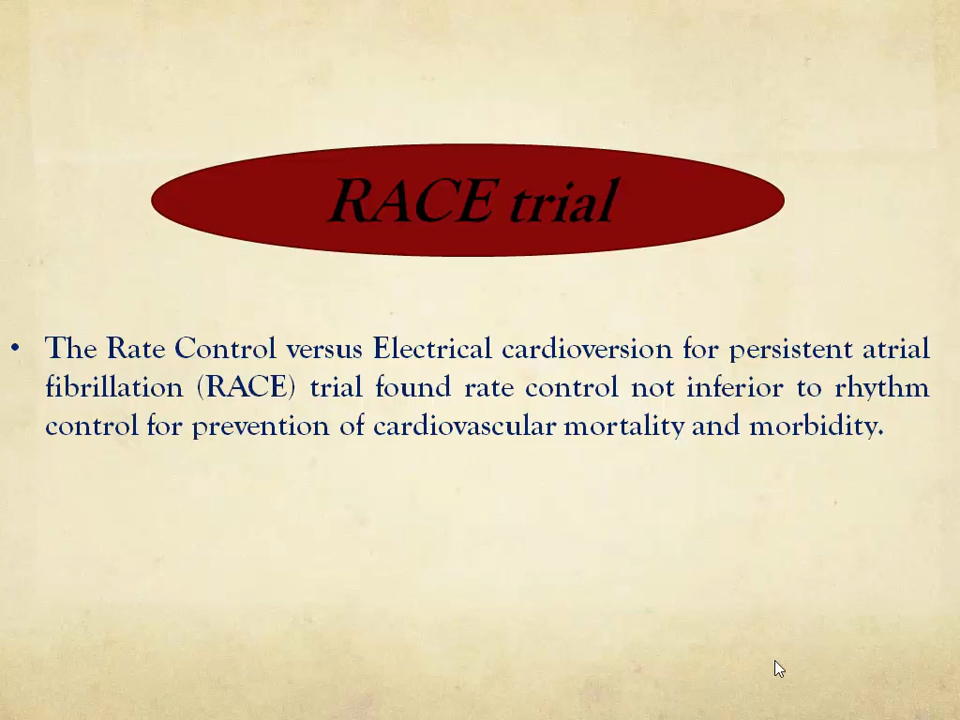 RACE trial
• The Rate Control versus Electrical cardioversion for persistent atrial
fibrillation (RACE) trial found rate control not inferior to rhythm
control for prevention of cardiovascular mortality and morbidity.